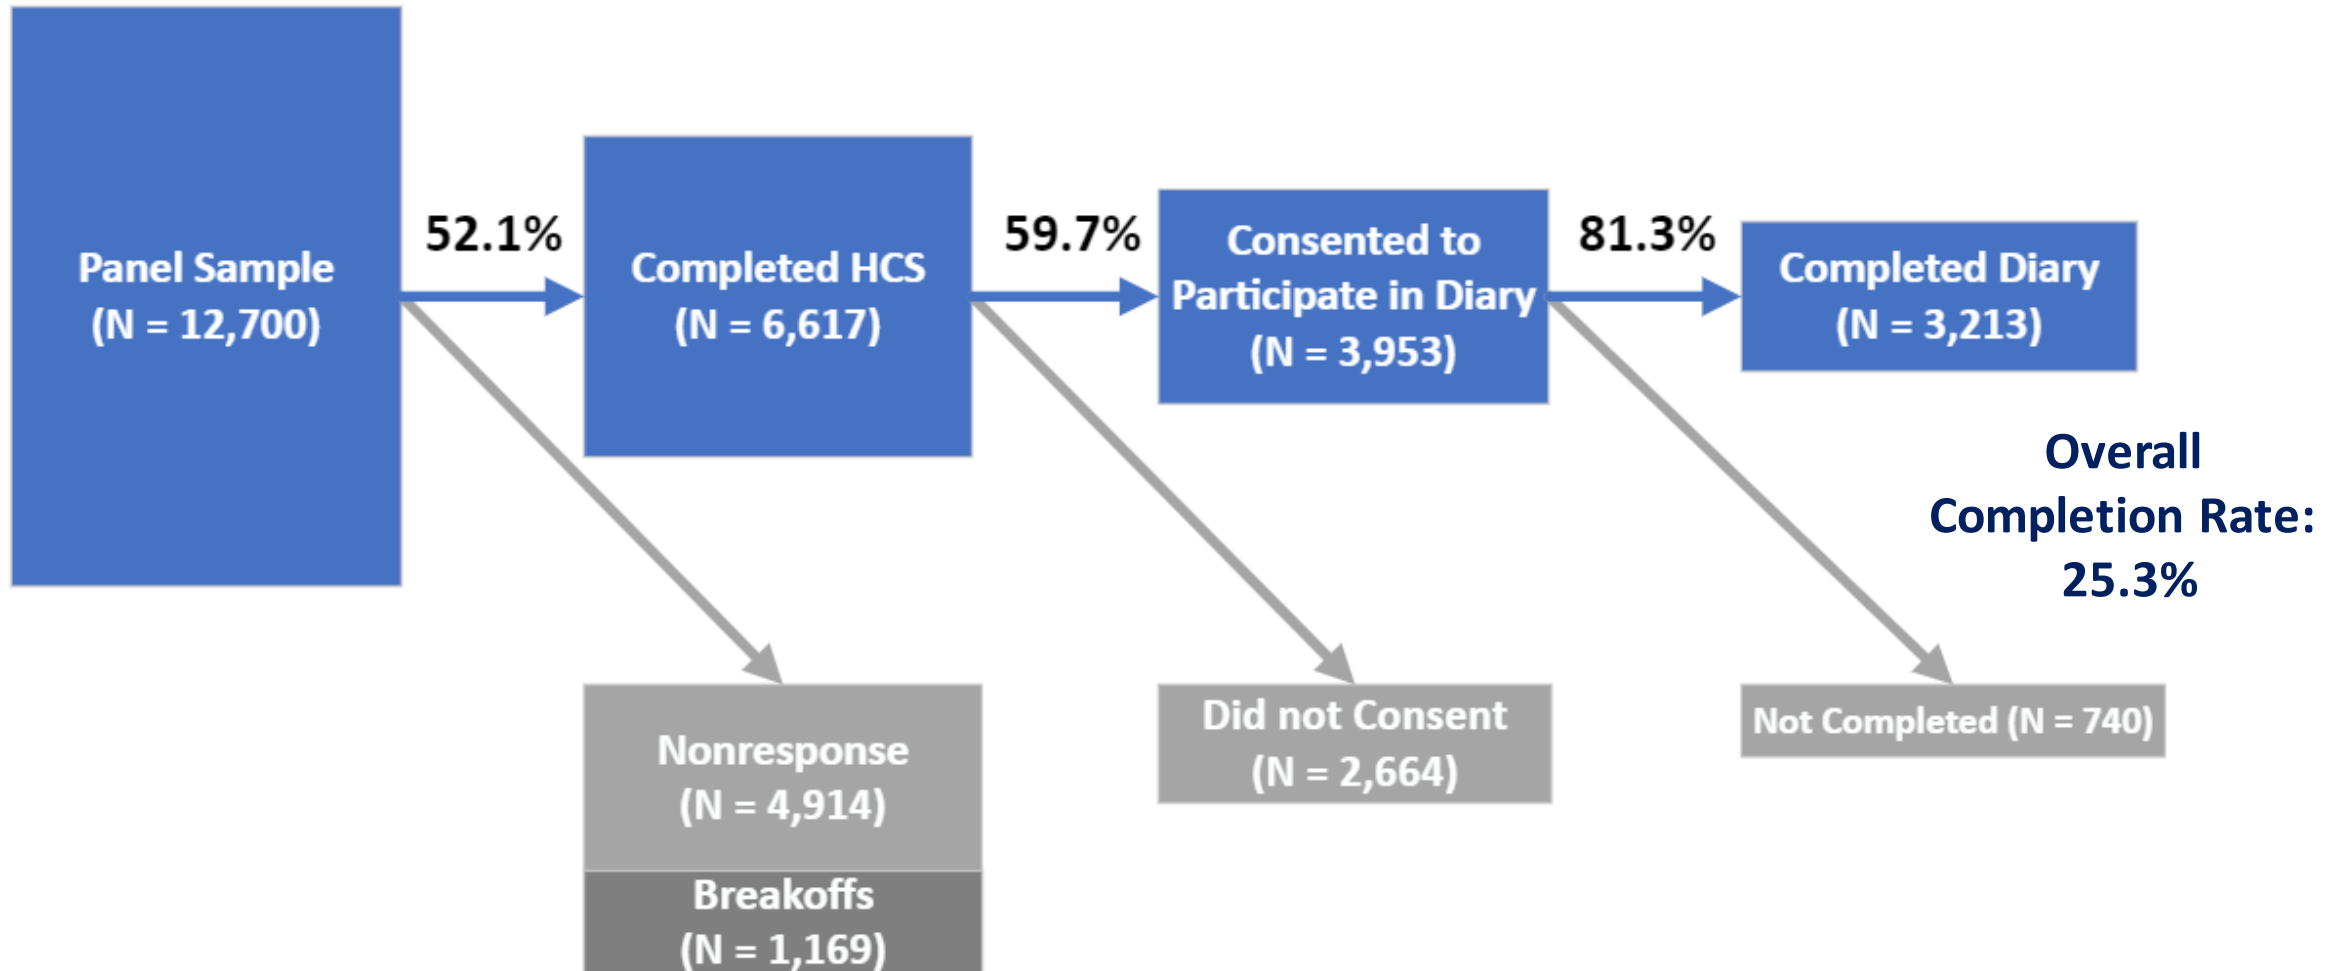 Panel Sample
(N = 12,700)
52.1%
Completed HCS
(N = 6,617)
59.7%
Consented to
Participate in Diary
(N = 3,953)
81.3%
Completed Diary
(N = 3,213)
Overall
Completion Rate:
25.3%
Nonresponse
(N = 4,914)
Breakoffs
(N = 1,169)
Did not Consent
(N = 2,664)
Not Completed (N = 740)